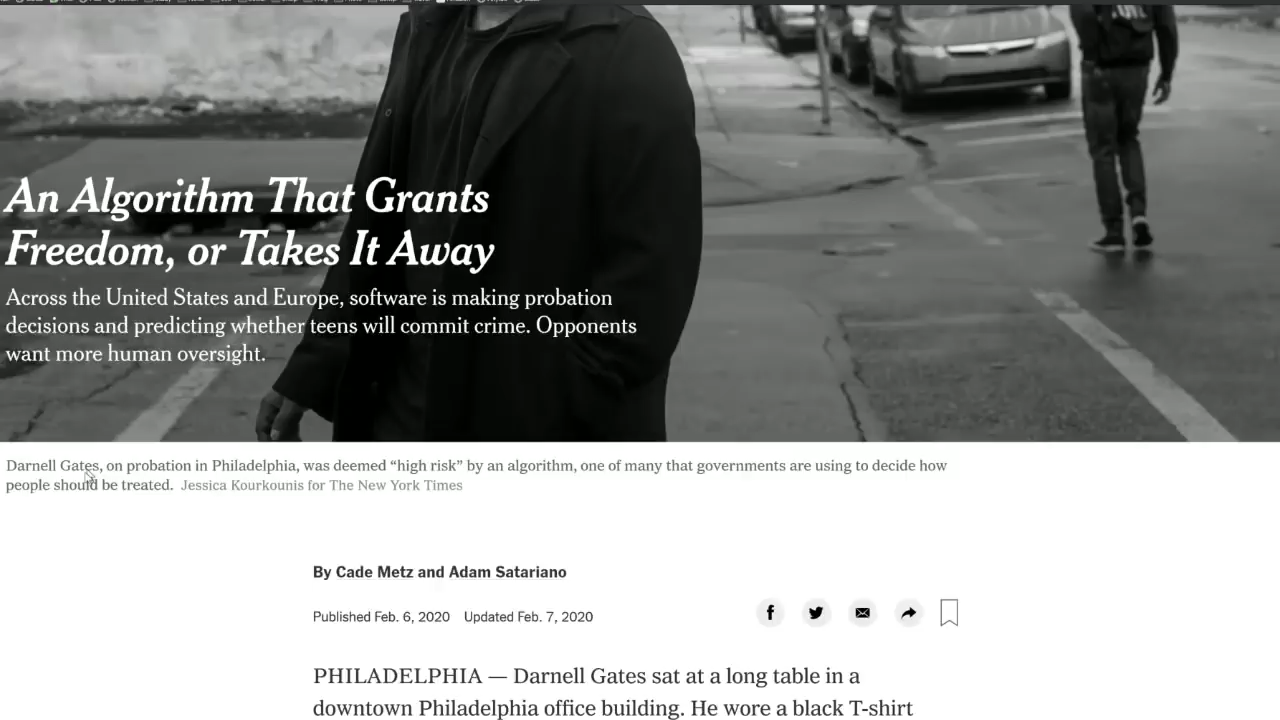 An Algorithm That Grants
Freedom, or Takes It Away
Across the United States and Europe, software is making probation
decisions and predicting whether teens will commit crime. Opponents
want more human oversight.
Darnell Gates, on probation in Philadelphia, was deemed “high risk” by an algorithm, one of many that governments are using to decide how
people should be treated. Jessica Kourkounis for The New York Times
By Cade Metz and Adam Satariano
Published Feb. 6, 2020 Updated Feb. 7, 2020
PHILADELPHIA — Darnell Gates sat at a long table in a
downtown Philadelphia office building. He wore a black T-shirt